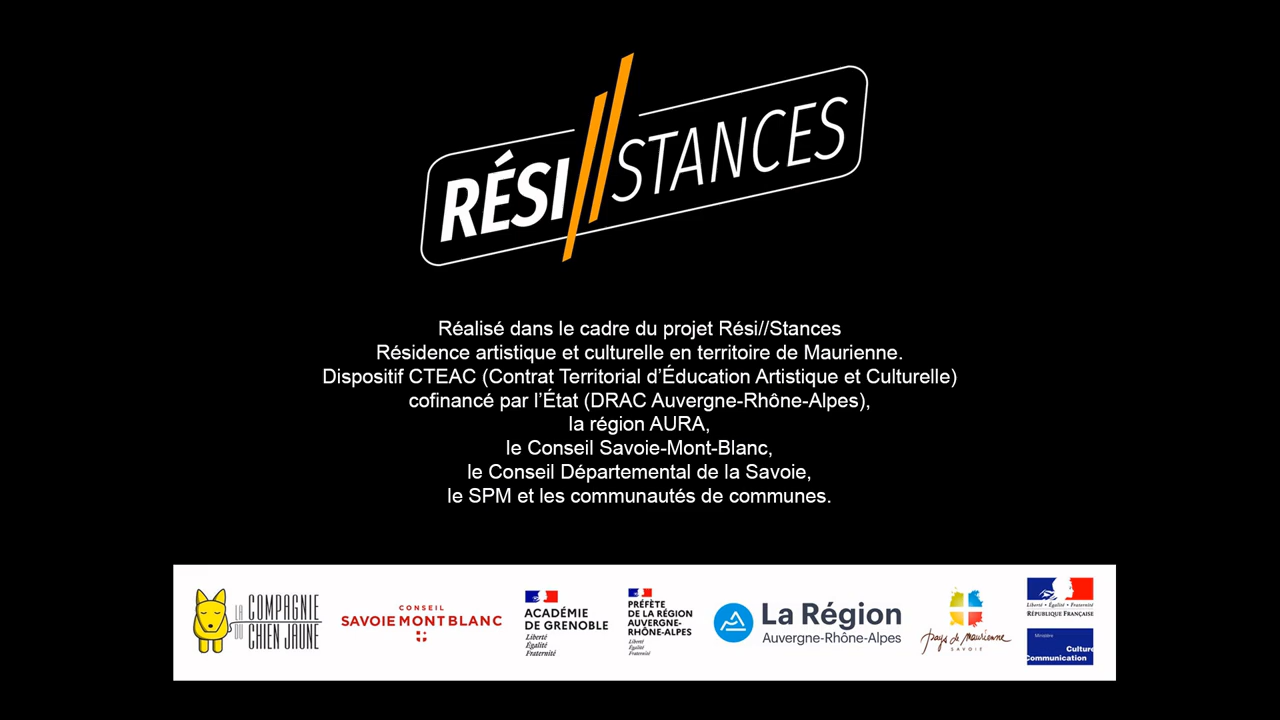 RÉSI//STANCES
Réalisé dans le cadre du projet Rési//Stances
Résidence artistique et culturelle en territoire de Maurienne.
Dispositif CTEAC (Contrat Territorial d’Éducation Artistique et Culturelle)
cofinancé par l’État (DRAC Auvergne-Rhône-Alpes),
la région AURA,
le Conseil Savoie-Mont-Blanc,
le Conseil Départemental de la Savoie,
le SPM et les communautés de communes.
LA COMPAGNIE
DU CHIEN JAUNE
CONSEIL
SAVOIE MONT BLANC
ACADÉMIE
DE GRENOBLE
Liberté
Égalité
Fraternité
PRÉFÈTE
DE LA RÉGION
AUVERGNE-
RHÔNE-ALPES
Liberté
Égalité
Fraternité
La Région
Auvergne-Rhône-Alpes
pays de Maurienne
SAVOIE
Liberté • Égalité • Fraternité
RÉPUBLIQUE FRANÇAISE
Ministère
Culture
Communication